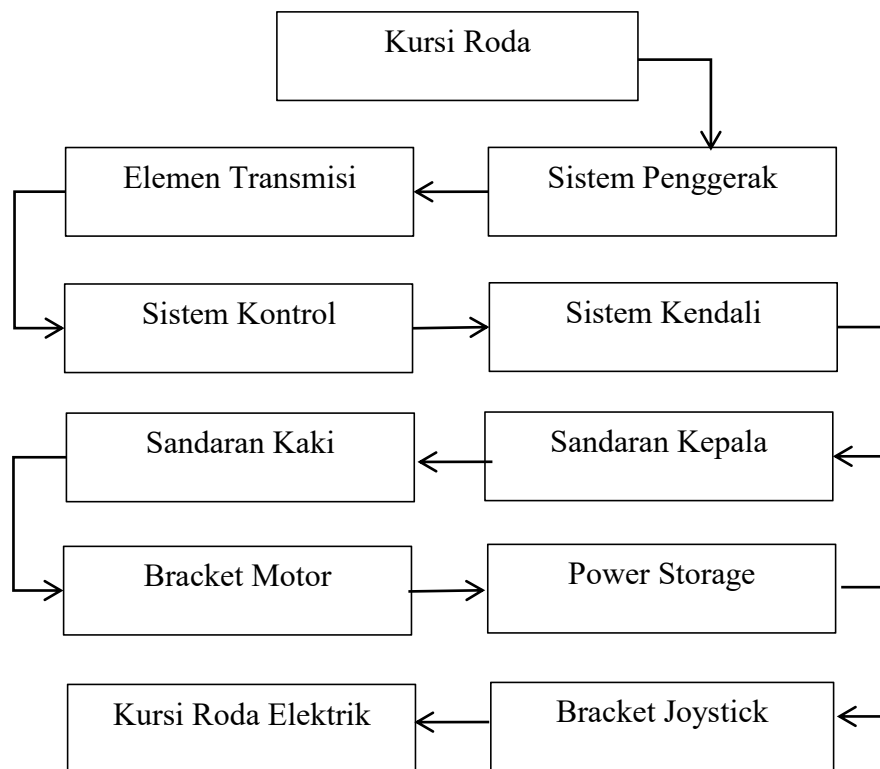 Kursi Roda
Elemen Transmisi
Sistem Penggerak
Sistem Kontrol
Sistem Kendali
Sandaran Kaki
Sandaran Kepala
Bracket Motor
Power Storage
Kursi Roda Elektrik
Bracket Joystick